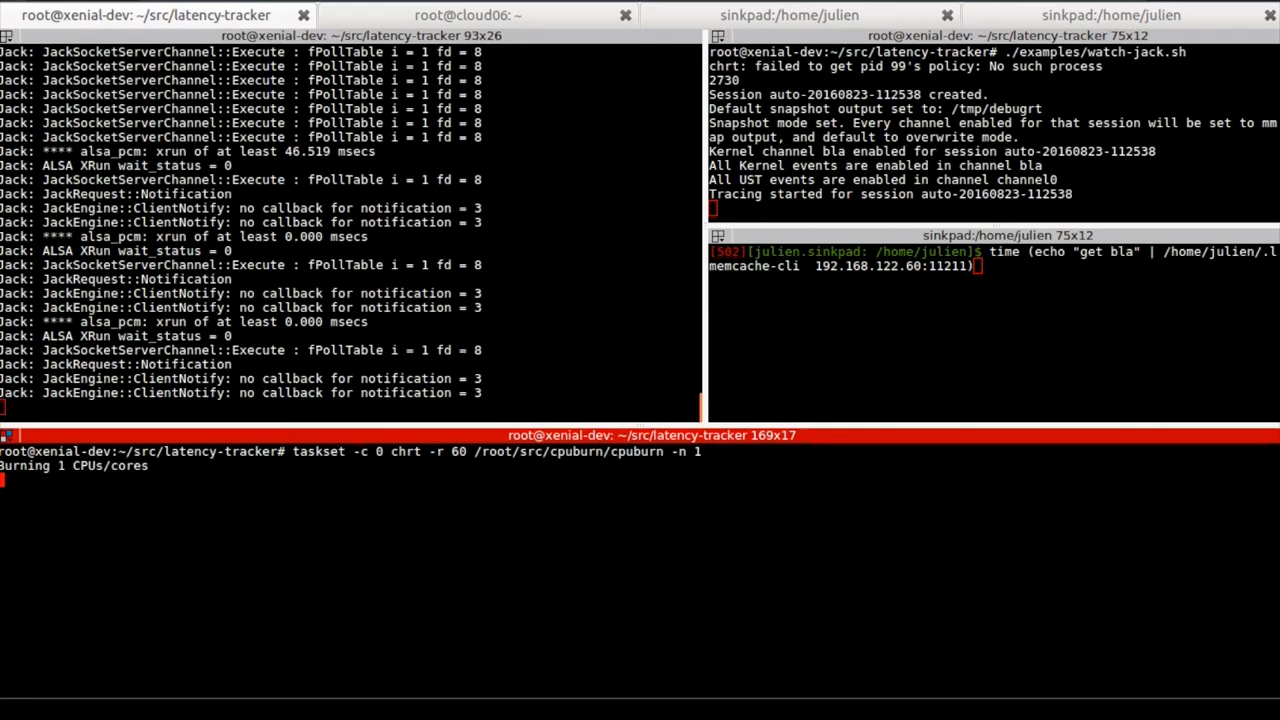 root@xenial-dev: ~/src/latency-tracker
root@cloud06: ~
sinkpad:/home/julien
sinkpad:/home/julien
root@xenial-dev: ~/src/latency-tracker 93x26
Jack: JackSocketServerChannel::Execute : fPollTable i = 1 fd = 8
Jack: JackSocketServerChannel::Execute : fPollTable i = 1 fd = 8
Jack: JackSocketServerChannel::Execute : fPollTable i = 1 fd = 8
Jack: JackSocketServerChannel::Execute : fPollTable i = 1 fd = 8
Jack: JackSocketServerChannel::Execute : fPollTable i = 1 fd = 8
Jack: JackSocketServerChannel::Execute : fPollTable i = 1 fd = 8
Jack: JackSocketServerChannel::Execute : fPollTable i = 1 fd = 8
Jack: **** alsa_pcm: xrun of at least 46.519 msecs
Jack: ALSA XRun wait_status = 0
Jack: JackSocketServerChannel::Execute : fPollTable i = 1 fd = 8
Jack: JackRequest::Notification
Jack: JackEngine::ClientNotify: no callback for notification = 3
Jack: JackEngine::ClientNotify: no callback for notification = 3
Jack: **** alsa_pcm: xrun of at least 0.000 msecs
Jack: ALSA XRun wait_status = 0
Jack: JackSocketServerChannel::Execute : fPollTable i = 1 fd = 8
Jack: JackRequest::Notification
Jack: JackEngine::ClientNotify: no callback for notification = 3
Jack: JackEngine::ClientNotify: no callback for notification = 3
Jack: **** alsa_pcm: xrun of at least 0.000 msecs
Jack: ALSA XRun wait_status = 0
Jack: JackSocketServerChannel::Execute : fPollTable i = 1 fd = 8
Jack: JackRequest::Notification
Jack: JackEngine::ClientNotify: no callback for notification = 3
Jack: JackEngine::ClientNotify: no callback for notification = 3
root@xenial-dev: ~/src/latency-tracker 75x12
root@xenial-dev:~/src/latency-tracker# ./examples/watch-jack.sh
chrt: failed to get pid 99's policy: No such process
2730
Session auto-20160823-112538 created.
Default snapshot output set to: /tmp/debugrt
Snapshot mode set. Every channel enabled for that session will be set to mm
ap output, and default to overwrite mode.
Kernel channel bla enabled for session auto-20160823-112538
All Kernel events are enabled in channel bla
All UST events are enabled in channel channel0
Tracing started for session auto-20160823-112538
sinkpad:/home/julien 75x12
[502][julien.sinkpad: /home/julien]$ time (echo "get bla" | /home/julien/.l
memcache-cli  192.168.122.60:11211)
root@xenial-dev: ~/src/latency-tracker 169x17
root@xenial-dev:~/src/latency-tracker# taskset -c 0 chrt -r 60 /root/src/cpuburn/cpuburn -n 1
Burning 1 CPUs/cores